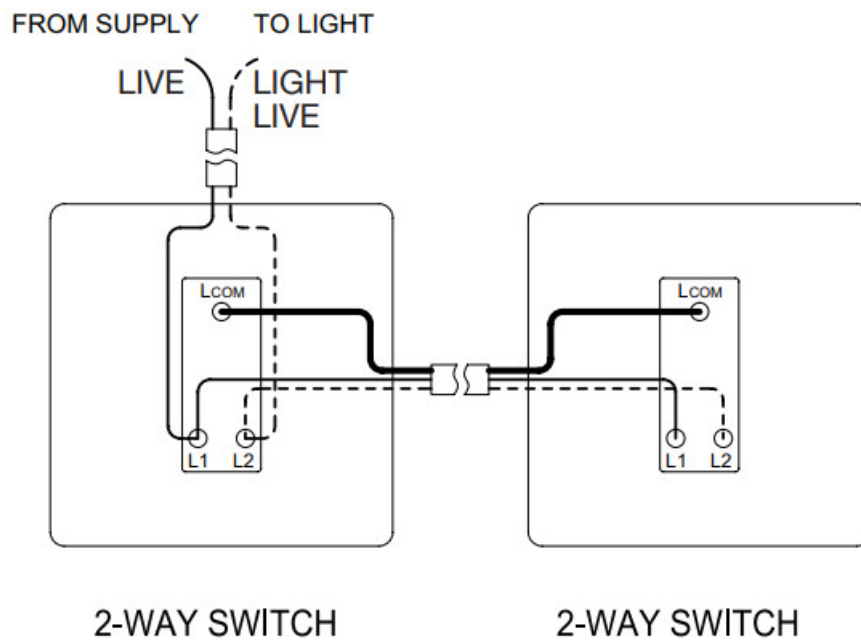 FROM SUPPLY TO LIGHT
LIVE LIGHT
LIVE
LCOM LCOM
L1 L2 L1 L2
2-WAY SWITCH 2-WAY SWITCH